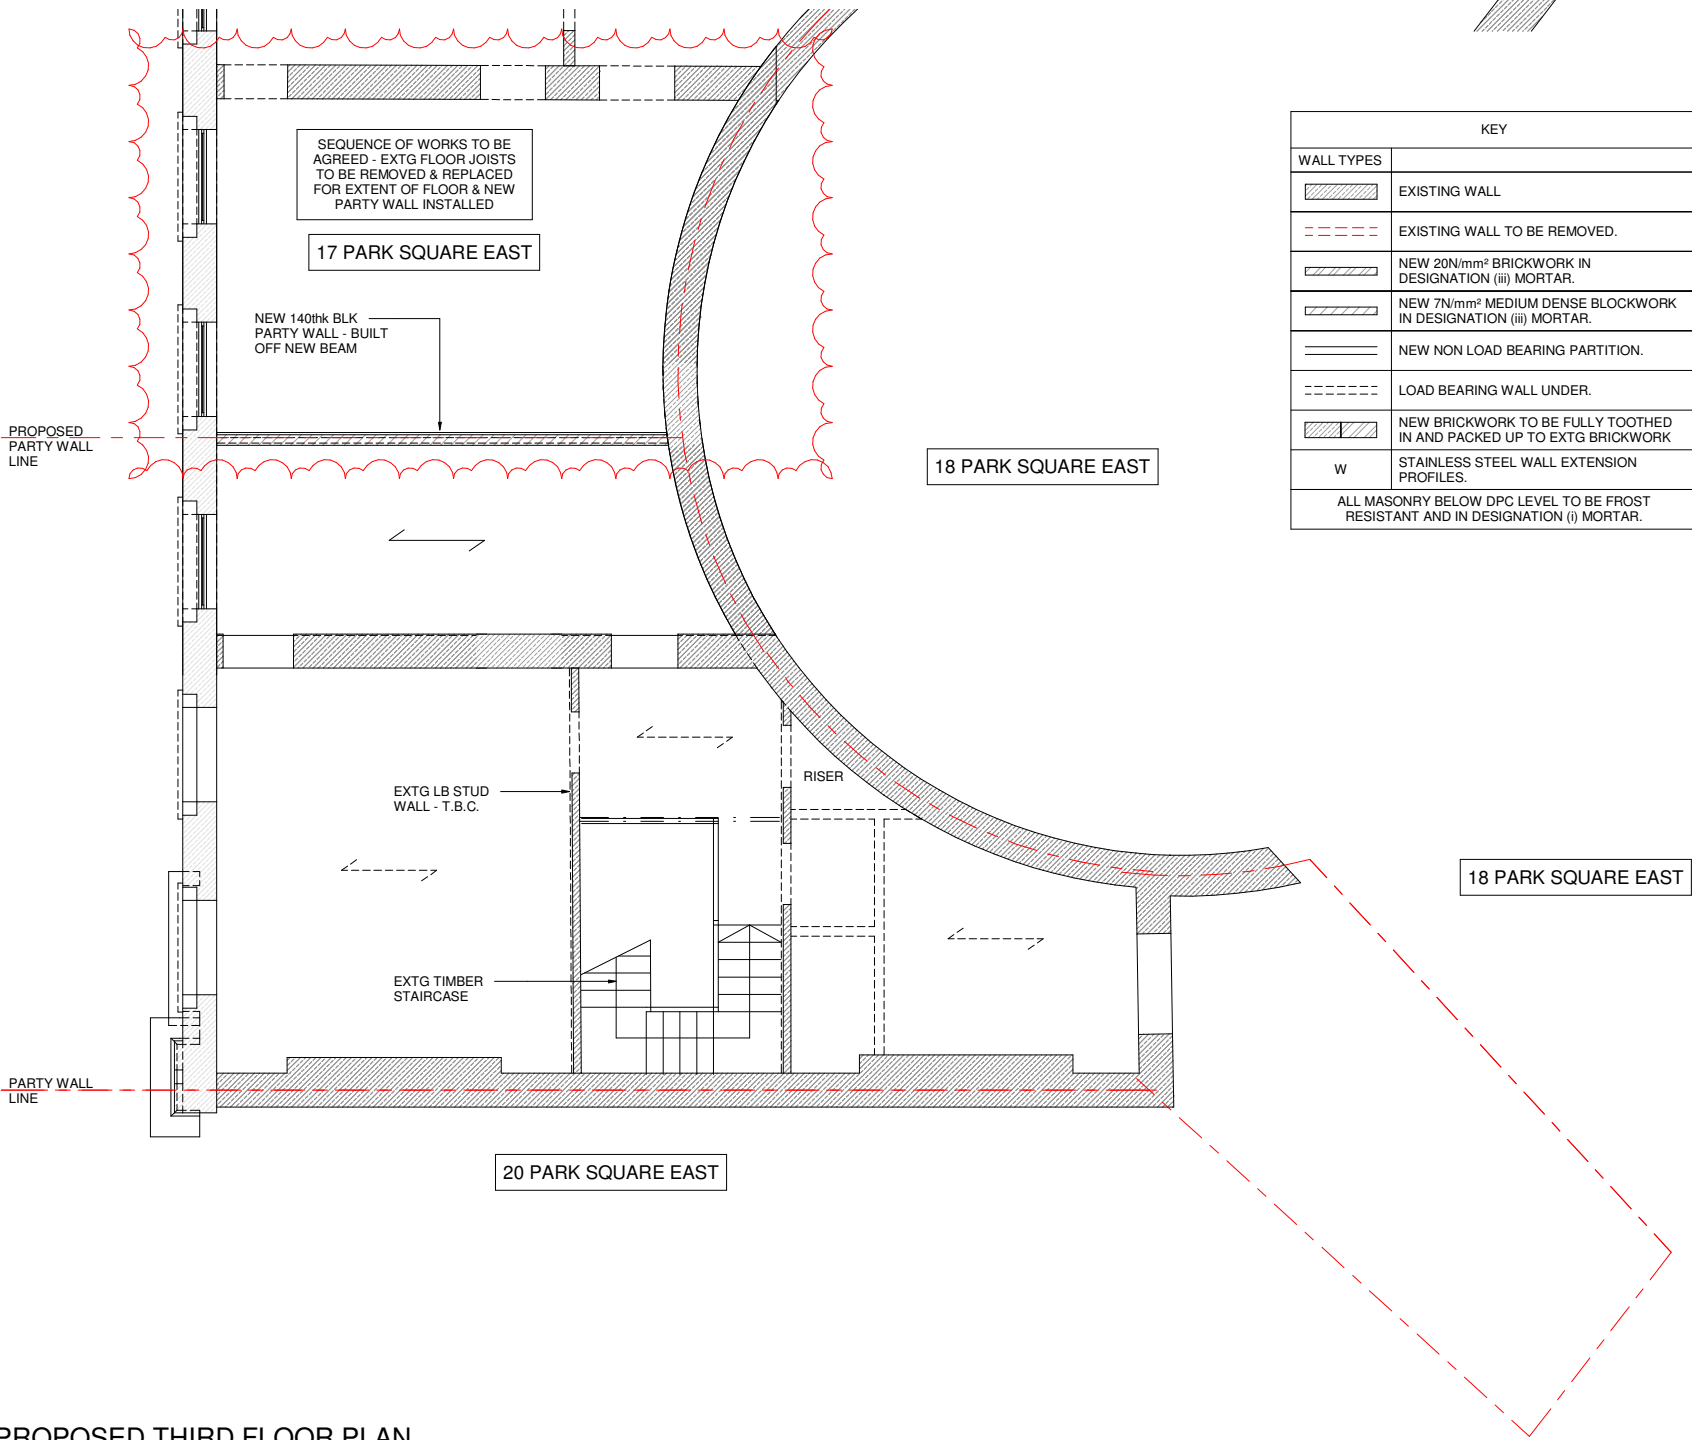 SEQUENCE OF WORKS TO BE
AGREED - EXTG FLOOR JOISTS
TO BE REMOVED & REPLACED
FOR EXTENT OF FLOOR & NEW
PARTY WALL INSTALLED
17 PARK SQUARE EAST
NEW 140thk BLK
PARTY WALL - BUILT
OFF NEW BEAM
PROPOSED
PARTY WALL
LINE
18 PARK SQUARE EAST
KEY
WALL TYPES
EXISTING WALL
EXISTING WALL TO BE REMOVED.
NEW 20N/mm² BRICKWORK IN
DESIGNATION (iii) MORTAR.
NEW 7N/mm² MEDIUM DENSE BLOCKWORK
IN DESIGNATION (iii) MORTAR.
NEW NON LOAD BEARING PARTITION.
LOAD BEARING WALL UNDER.
NEW BRICKWORK TO BE FULLY TOOTHED
IN AND PACKED UP TO EXTG BRICKWORK
W
STAINLESS STEEL WALL EXTENSION
PROFILES.
ALL MASONRY BELOW DPC LEVEL TO BE FROST
RESISTANT AND IN DESIGNATION (i) MORTAR.
RISER
EXTG LB STUD
WALL - T.B.C.
18 PARK SQUARE EAST
EXTG TIMBER
STAIRCASE
PARTY WALL
LINE
20 PARK SQUARE EAST
PROPOSED THIRD FLOOR PLAN